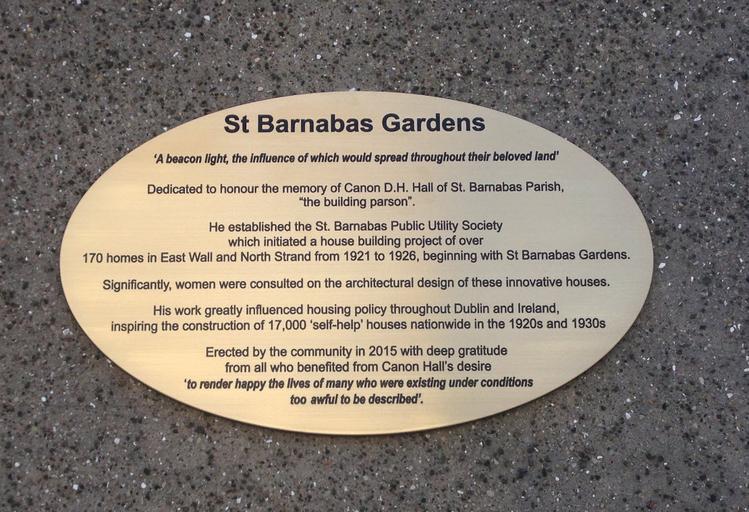 St Barnabas Gardens
'A beacon light, the influence of which would spread throughout their beloved land'
Dedicated to honour the memory of Canon D.H. Hall of St. Barnabas Parish,
"the building parson".
He established the St. Barnabas Public Utility Society
which initiated a house building project of over
170 homes in East Wall and North Strand from 1921 to 1926, beginning with St Barnabas Gardens.
Significantly, women were consulted on the architectural design of these innovative houses.
His work greatly influenced housing policy throughout Dublin and Ireland,
inspiring the construction of 17,000 'self-help' houses nationwide in the 1920s and 1930s
Erected by the community in 2015 with deep gratitude
from all who benefited from Canon Hall's desire
'to render happy the lives of many who were existing under conditions
too awful to be described'.